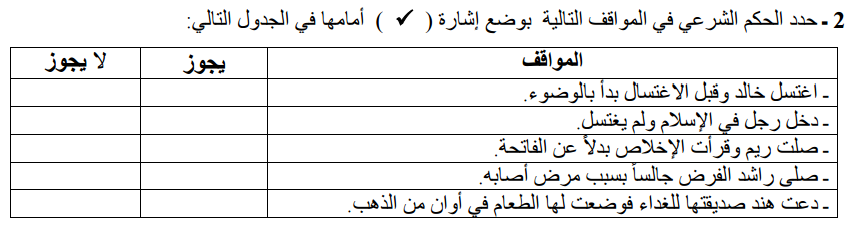 2 ـ حدد الحكم الشرعي في المواقف التالية بوضع إشارة ( ✓ ) أمامها في الجدول التالي:
المواقف يجوز لا يجوز
ـ اغتسل خالد وقبل الاغتسال بدأ بالوضوء.
ـ دخل رجل في الإسلام ولم يغتسل.
ـ صلت ريم وقرأت الإخلاص بدلاً عن الفاتحة.
ـ صلى راشد الفرض جالساً بسبب مرض أصابه.
ـ دعت هند صديقتها للغداء فوضعت لها الطعام في أوان من الذهب.